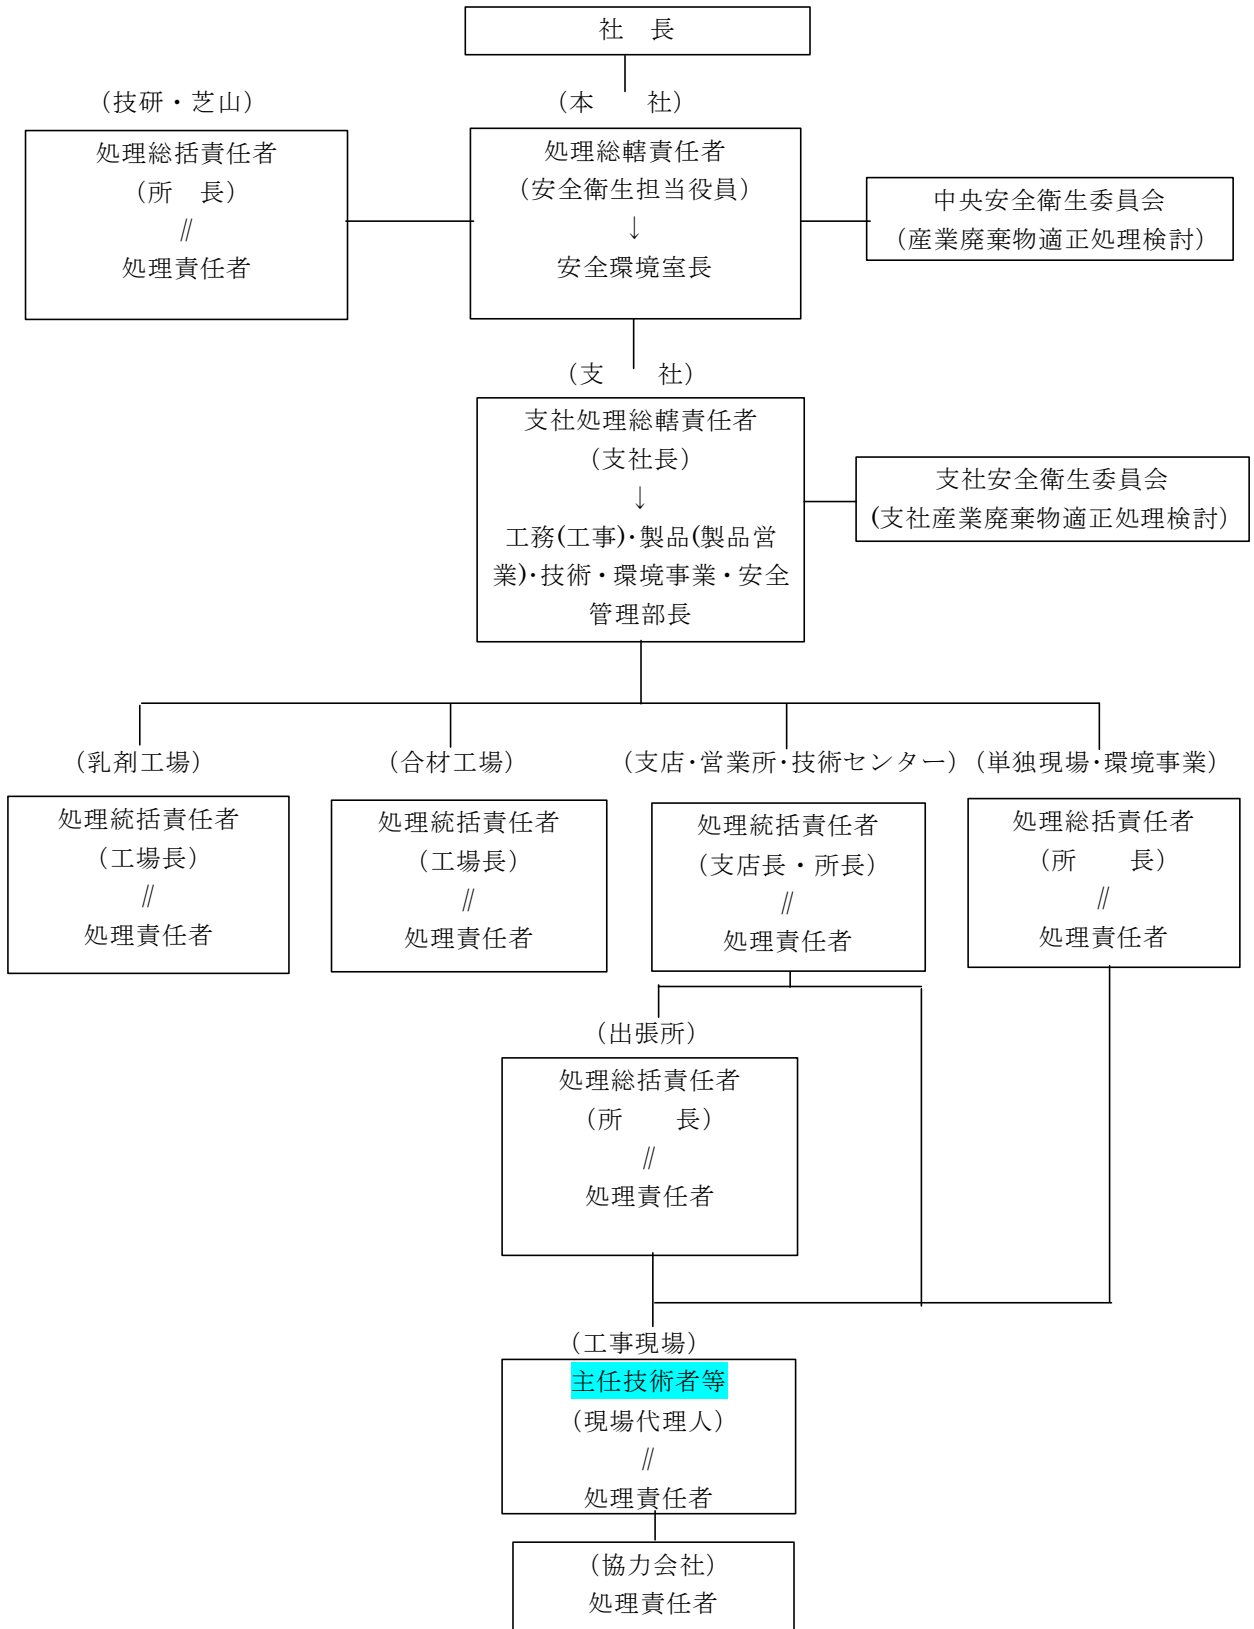 社　長
（技研・芝山）
処理総括責任者
（所　長）
//
処理責任者
（本　　社）
処理総轄責任者
（安全衛生担当役員）
↓
安全環境室長
中央安全衛生委員会
（産業廃棄物適正処理検討）
（支　　社）
支社処理総轄責任者
（支社長）
↓
工務(工事)･製品(製品営
業)･技術・環境事業・安全
管理部長
支社安全衛生委員会
(支社産業廃棄物適正処理検討）
（乳剤工場）
処理統括責任者
（工場長）
//
処理責任者
（合材工場）
処理統括責任者
（工場長）
//
処理責任者
（支店･営業所･技術センター）
処理統括責任者
（支店長・所長）
//
処理責任者
（単独現場･環境事業）
処理総括責任者
（所　　長）
//
処理責任者
（出張所）
処理総括責任者
（所　　長）
//
処理責任者
（工事現場）
主任技術者等
（現場代理人）
//
処理責任者
（協力会社）
処理責任者